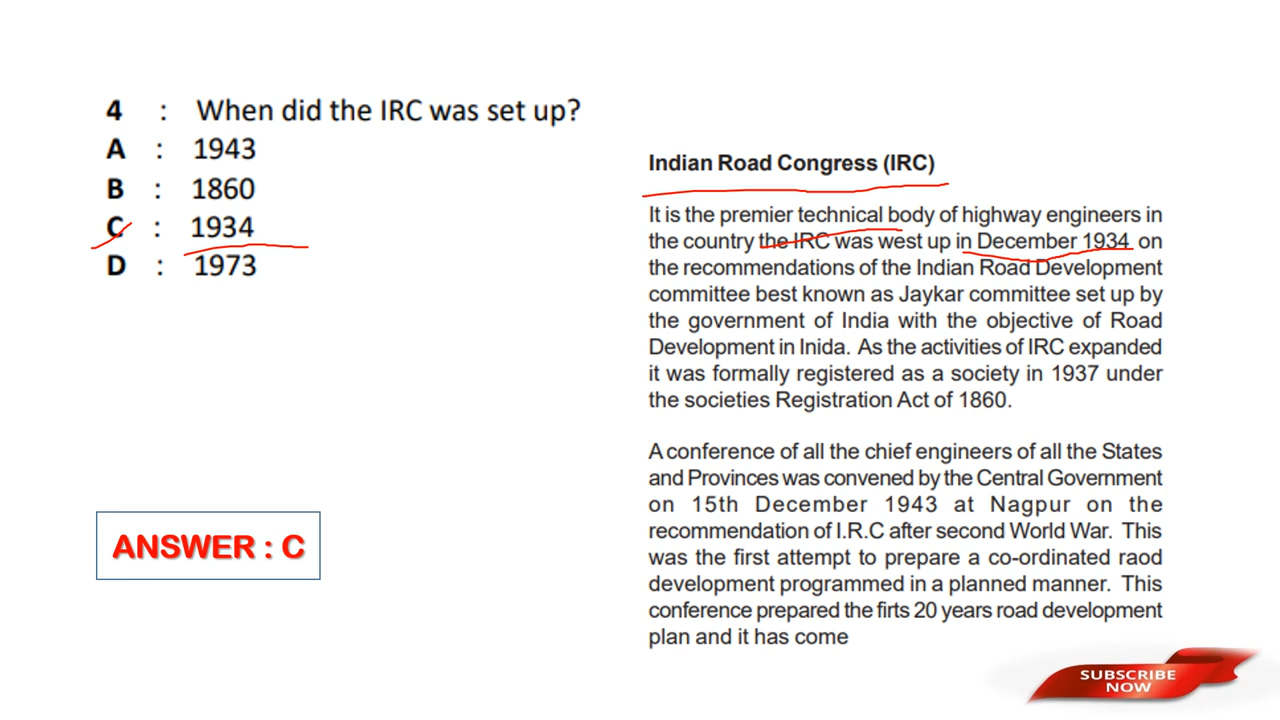 4 : When did the IRC was set up?
A : 1943
B : 1860
C : 1934
D : 1973
ANSWER : C
Indian Road Congress (IRC)
It is the premier technical body of highway engineers in
the country the IRC was west up in December 1934 on
the recommendations of the Indian Road Development
committee best known as Jaykar committee set up by
the government of India with the objective of Road
Development in Inida. As the activities of IRC expanded
it was formally registered as a society in 1937 under
the societies Registration Act of 1860.
A conference of all the chief engineers of all the States
and Provinces was convened by the Central Government
on 15th December 1943 at Nagpur on the
recommendation of I.R.C after second World War. This
was the first attempt to prepare a co-ordinated raod
development programmed in a planned manner. This
conference prepared the firts 20 years road development
plan and it has come
SUBSCRIBE
NOW